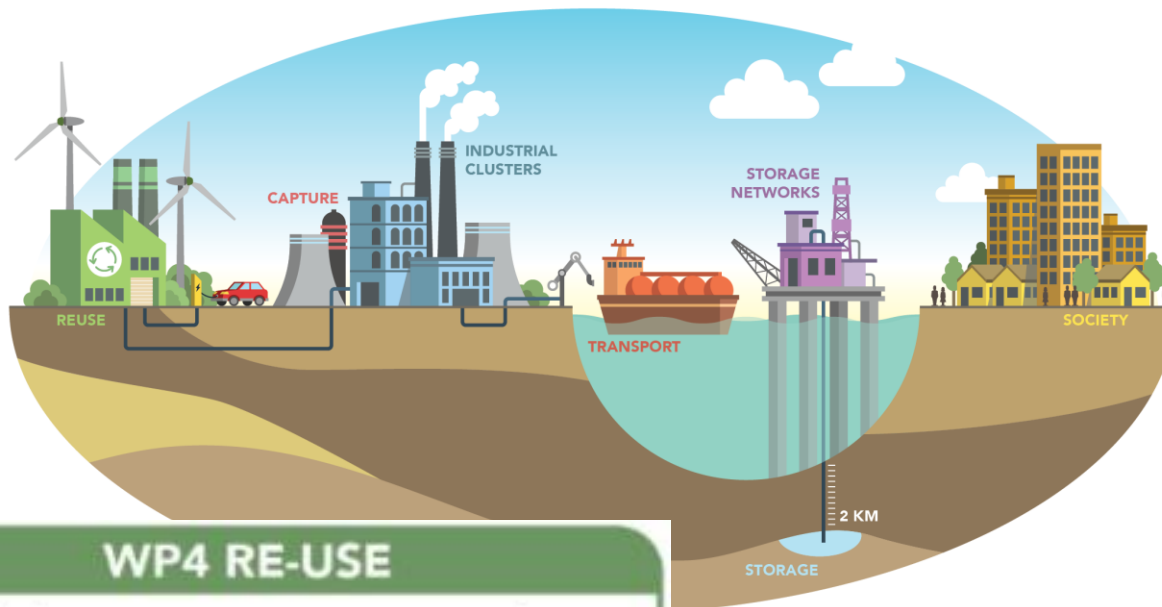 INDUSTRIAL
CLUSTERS
CAPTURE
STORAGE
NETWORKS
REUSE
TRANSPORT
SOCIETY
2 KM
STORAGE
WP4 RE-USE